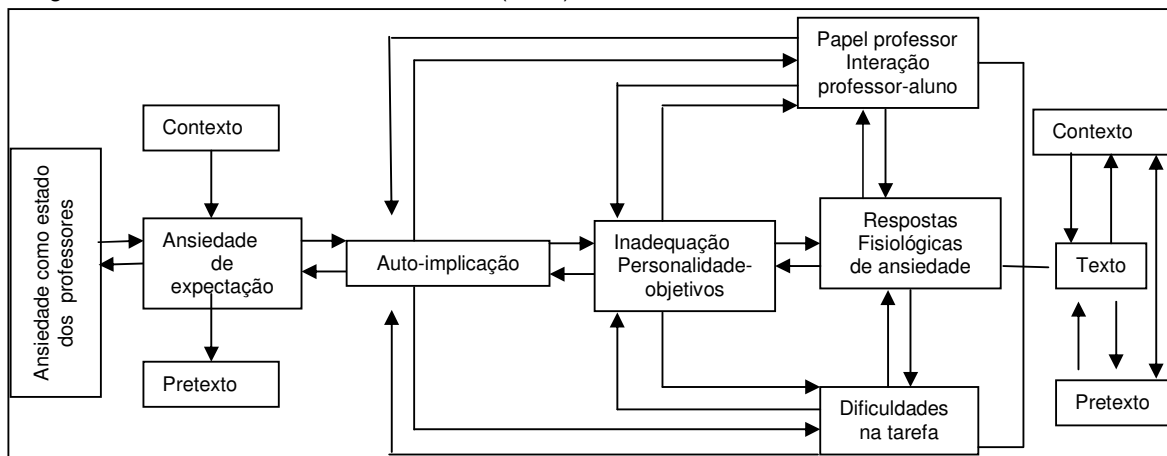 Ansiedade como estado
dos professores
Contexto
Ansiedade
de
expectação
Pretexto
Auto-implicação
Inadequação
Personalidade-
objetivos
Papel professor
Interação
professor-aluno
Respostas
Fisiológicas
de ansiedade
Dificuldades
na tarefa
Contexto
Texto
Pretexto